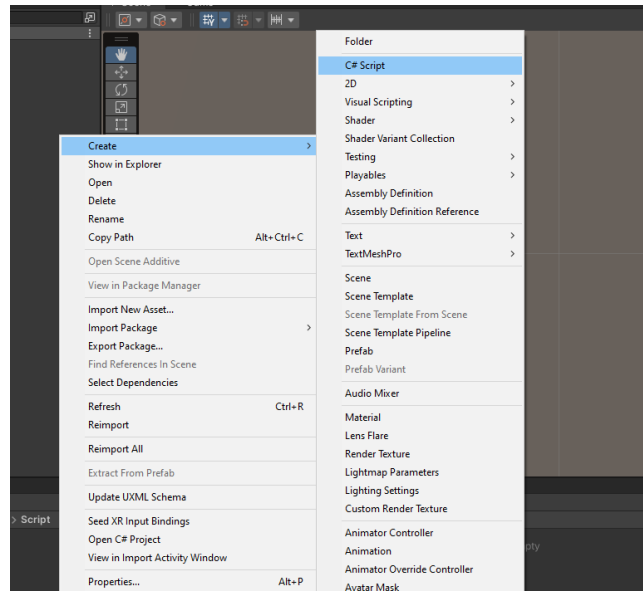 Create
Show in Explorer
Open
Delete
Rename
Copy Path Alt+Ctrl+C
Open Scene Additive
View in Package Manager
Import New Asset...
Import Package
Export Package...
Find References In Scene
Select Dependencies
Refresh Ctrl+R
Reimport
Reimport All
Extract From Prefab
Update UXML Schema
Seed XR Input Bindings
Open C# Project
View in Import Activity Window
Properties... Alt+P
Folder
C# Script
2D
Visual Scripting
Shader
Shader Variant Collection
Testing
Playables
Assembly Definition
Assembly Definition Reference
Text
TextMeshPro
Scene
Scene Template
Scene Template From Scene
Scene Template Pipeline
Prefab
Prefab Variant
Audio Mixer
Material
Lens Flare
Render Texture
Lightmap Parameters
Lighting Settings
Custom Render Texture
Animator Controller
Animation
Animator Override Controller
Avatar Mask
Script